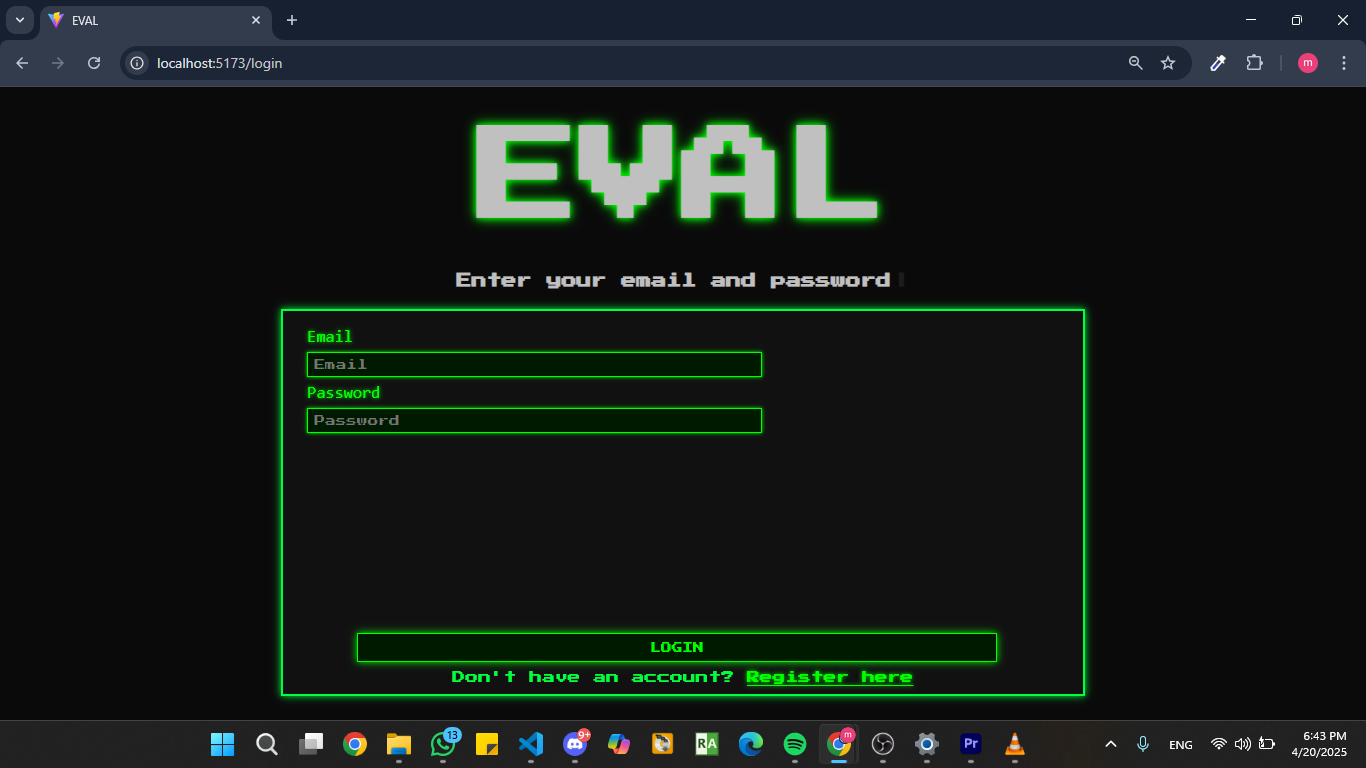 EVAL
localhost:5173/login
m
EVAL
Enter your email and password
Email
Email
Password
Password
LOGIN
Don't have an account? Register here
13
9+
RA
m
Pr
ENG
6:43 PM
4/20/2025